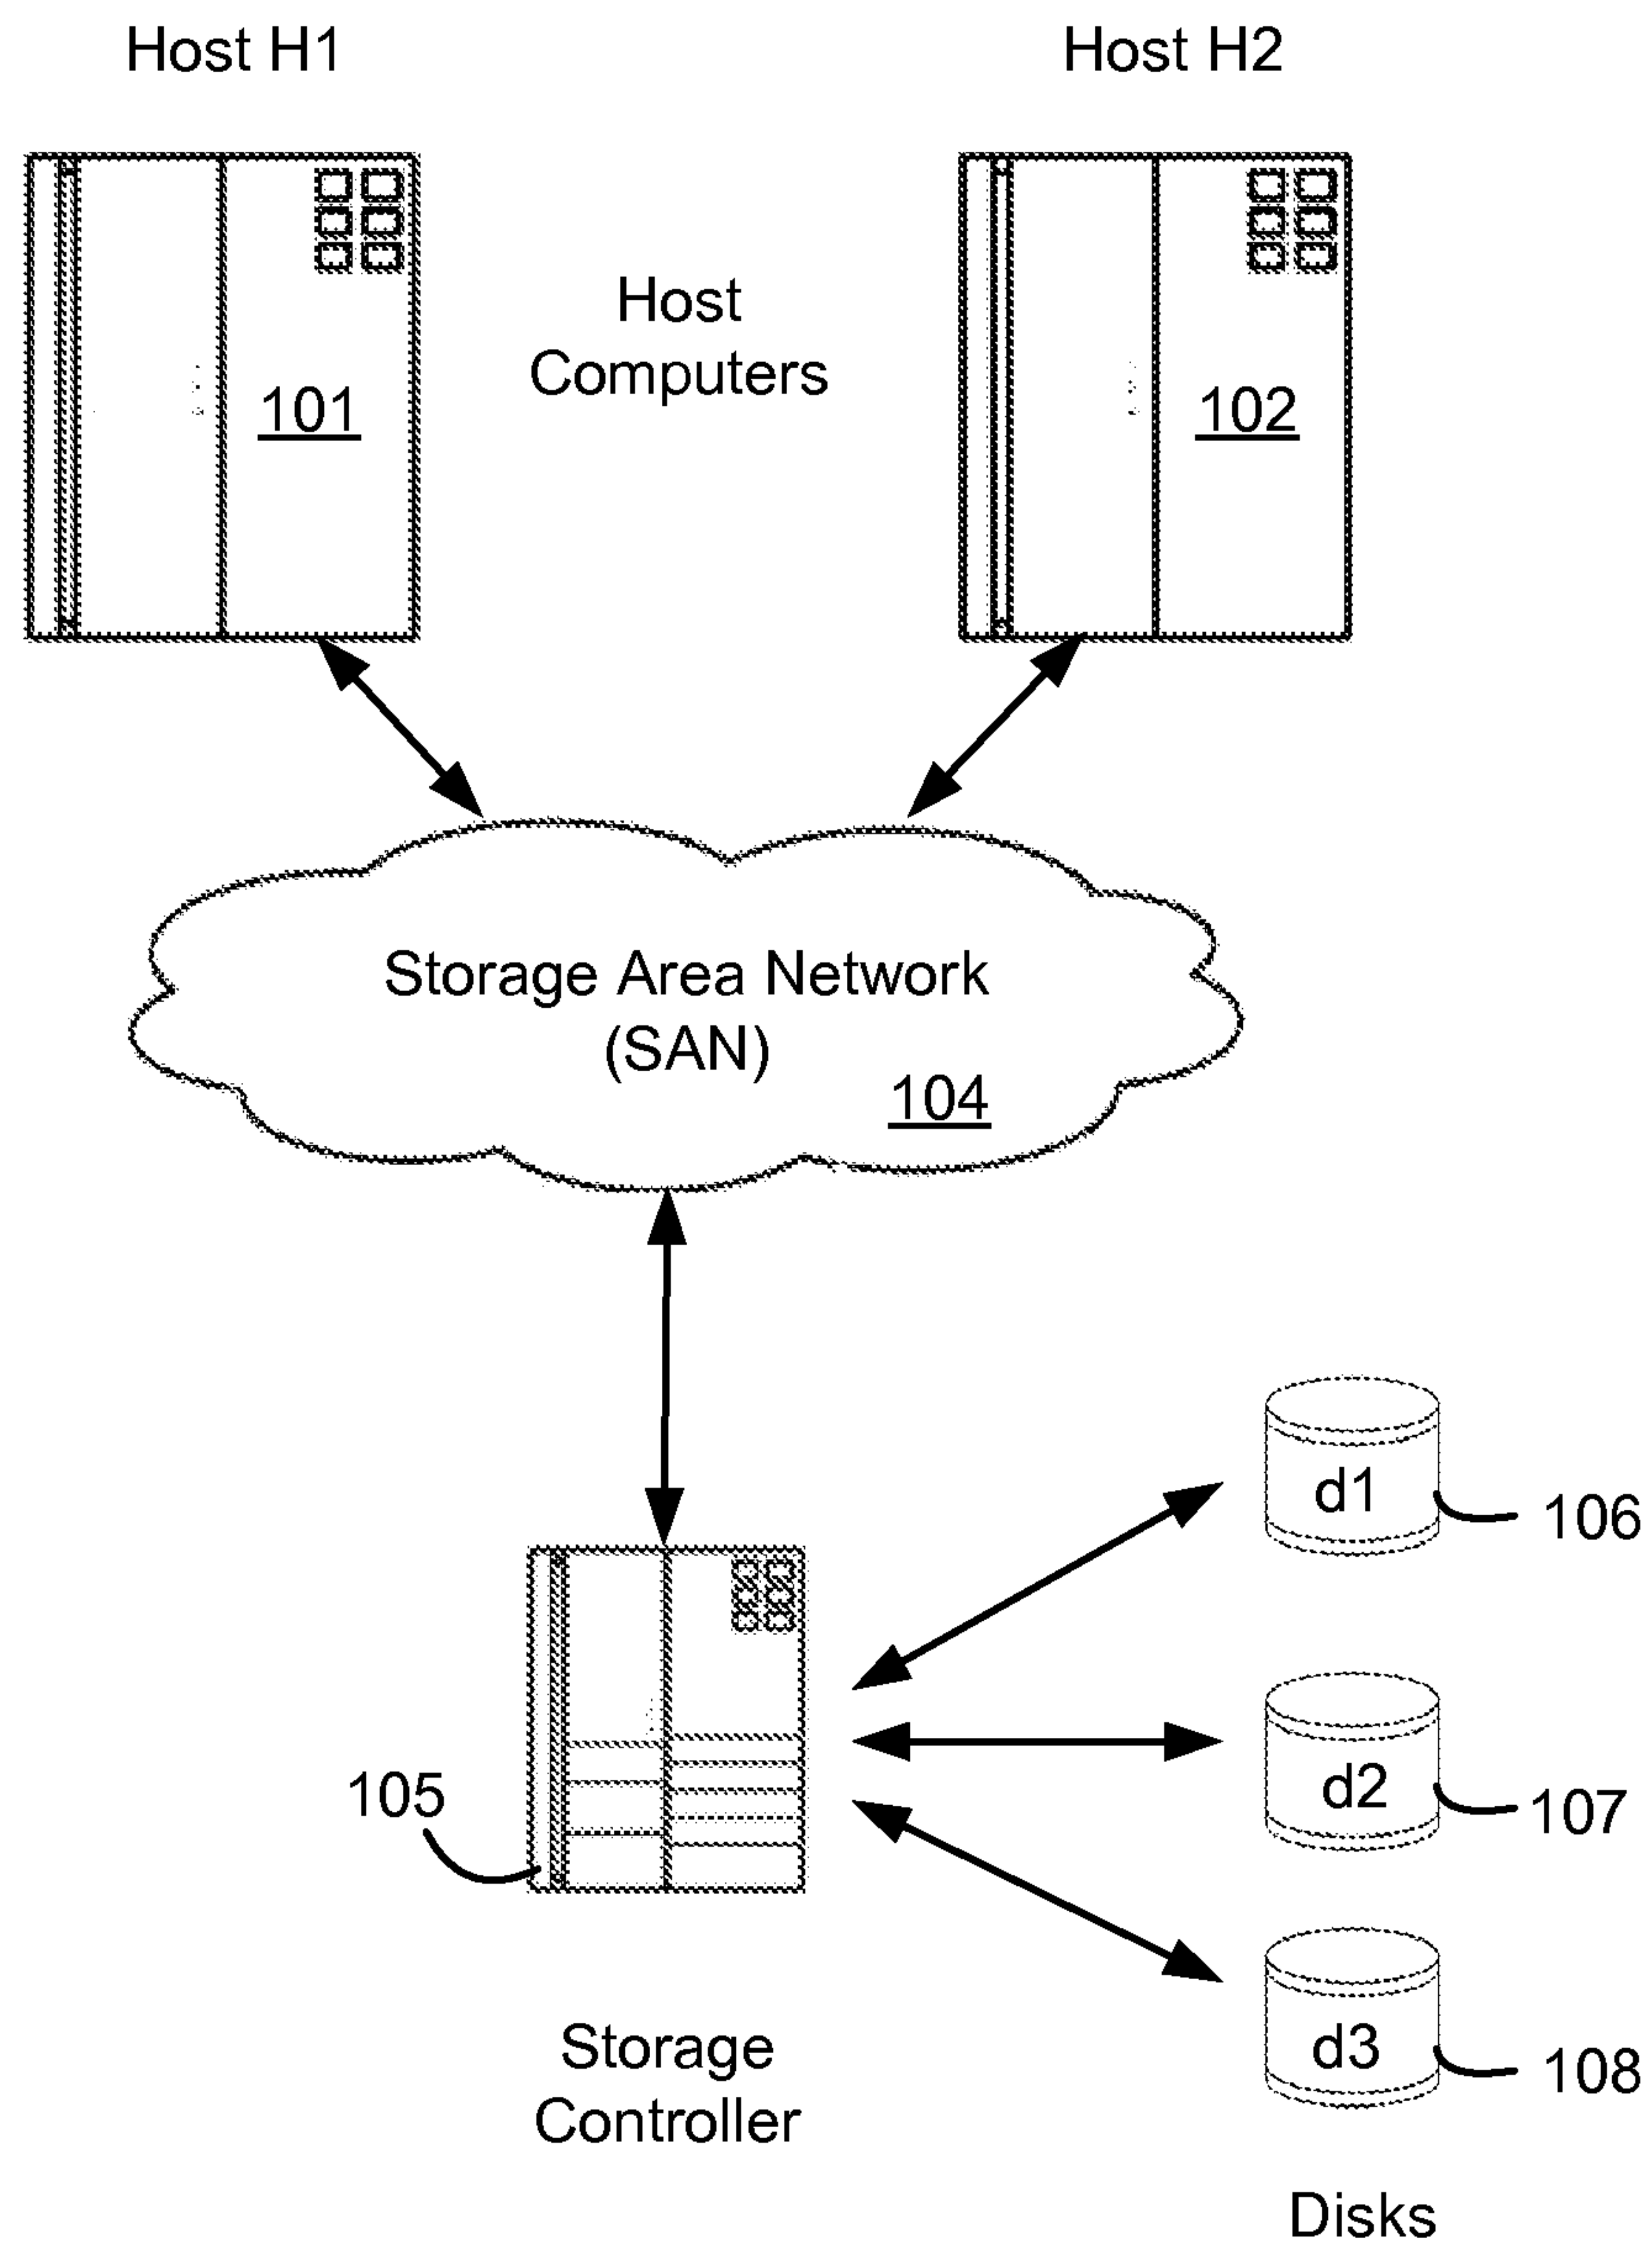 Host H1
Host H2
Host
Computers
101
102
Storage Area Network
(SAN)
104
d1
106
105
d2
107
d3
108
Storage
Controller
Disks